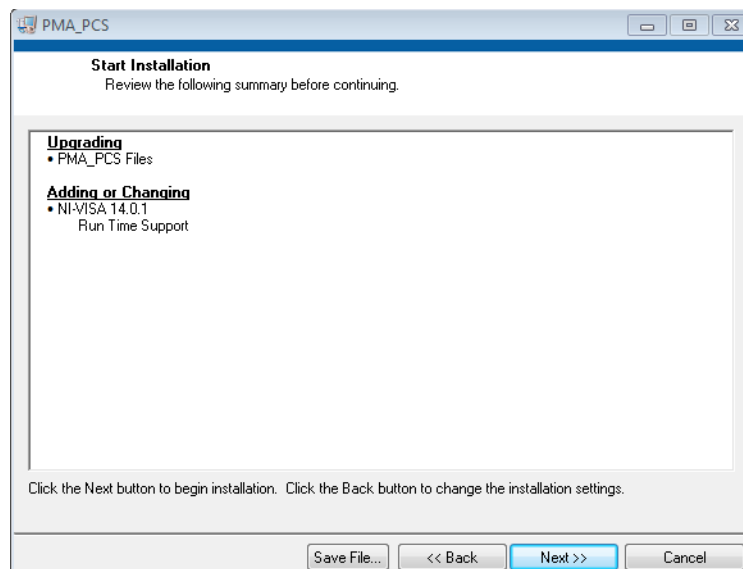 PMA_PCS
Start Installation
Review the following summary before continuing.
Upgrading
• PMA_PCS Files
Adding or Changing
• NI-VISA 14.0.1
Run Time Support
Click the Next button to begin installation.  Click the Back button to change the installation settings.
Save File...
<< Back
Next >>
Cancel